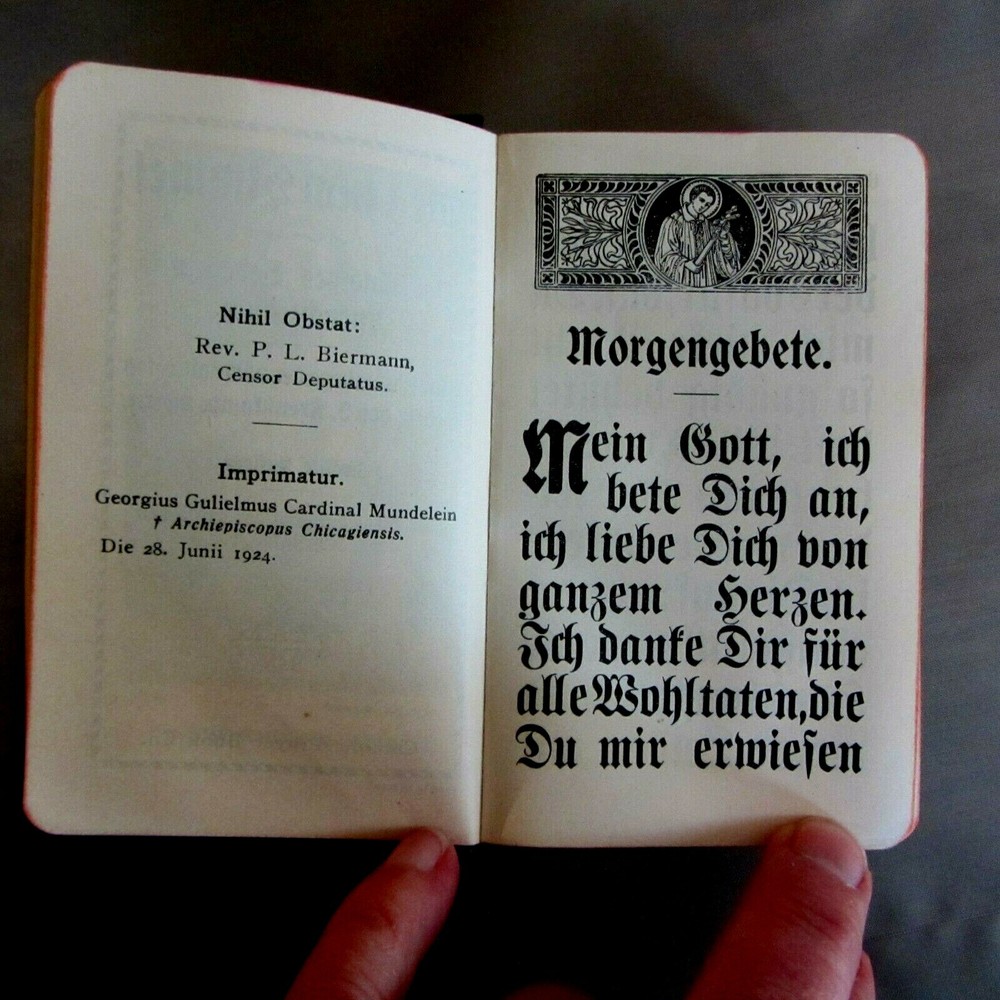 Nihil Obstat:
Rev. P. L. Biermann,
Censor Deputatus.
Imprimatur.
Georgius Gulielmus Cardinal Mundelein
† Archiepiscopus Chicagiensis.
Die 28. Junii 1924.
Morgengebete.
Mein Gott, ich
bete Dich an,
ich liebe Dich von
ganzem Herzen.
Ich danke Dir für
alle Wohltaten, die
Du mir erwieſen